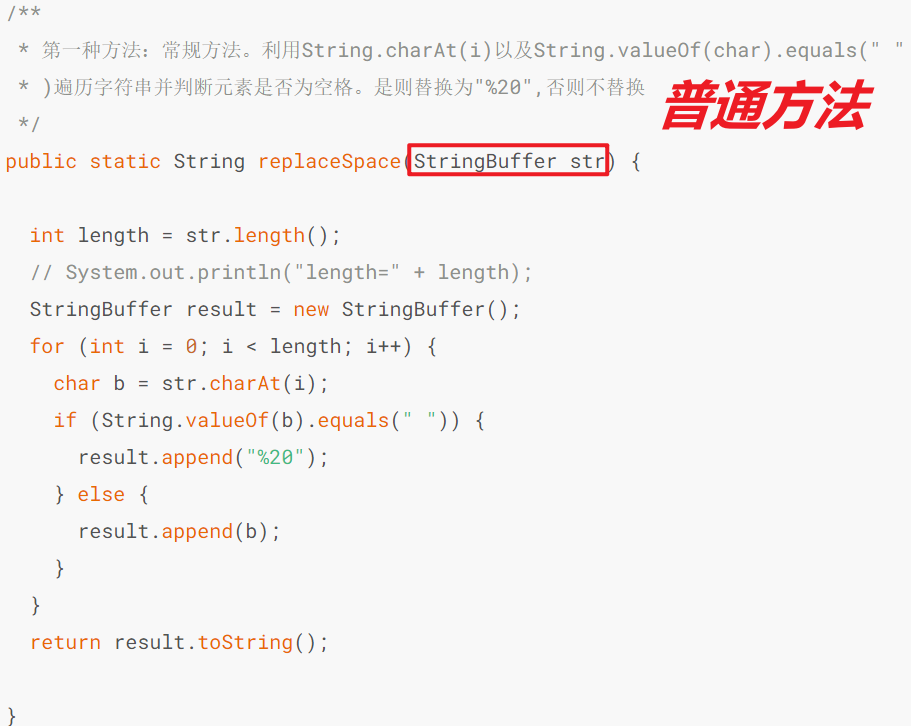 /**
* 第一种方法：常规方法。利用String.charAt(i)以及String.valueOf(char).equals(" "
* )遍历字符串并判断元素是否为空格。是则替换为"%20",否则不替换
*/
普通方法
public static String replaceSpace(StringBuffer str) {
int length = str.length();
// System.out.println("length=" + length);
StringBuffer result = new StringBuffer();
for (int i = 0; i < length; i++) {
char b = str.charAt(i);
if (String.valueOf(b).equals(" ")) {
result.append("%20");
} else {
result.append(b);
}
}
return result.toString();
}